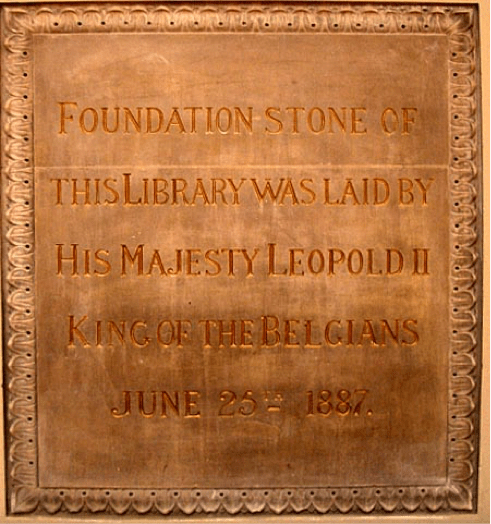 FOUNDATION STONE OF
THIS LIBRARY WAS LAID BY
HIS MAJESTY LEOPOLD II
KING OF THE BELGIANS
JUNE 25TH 1887.